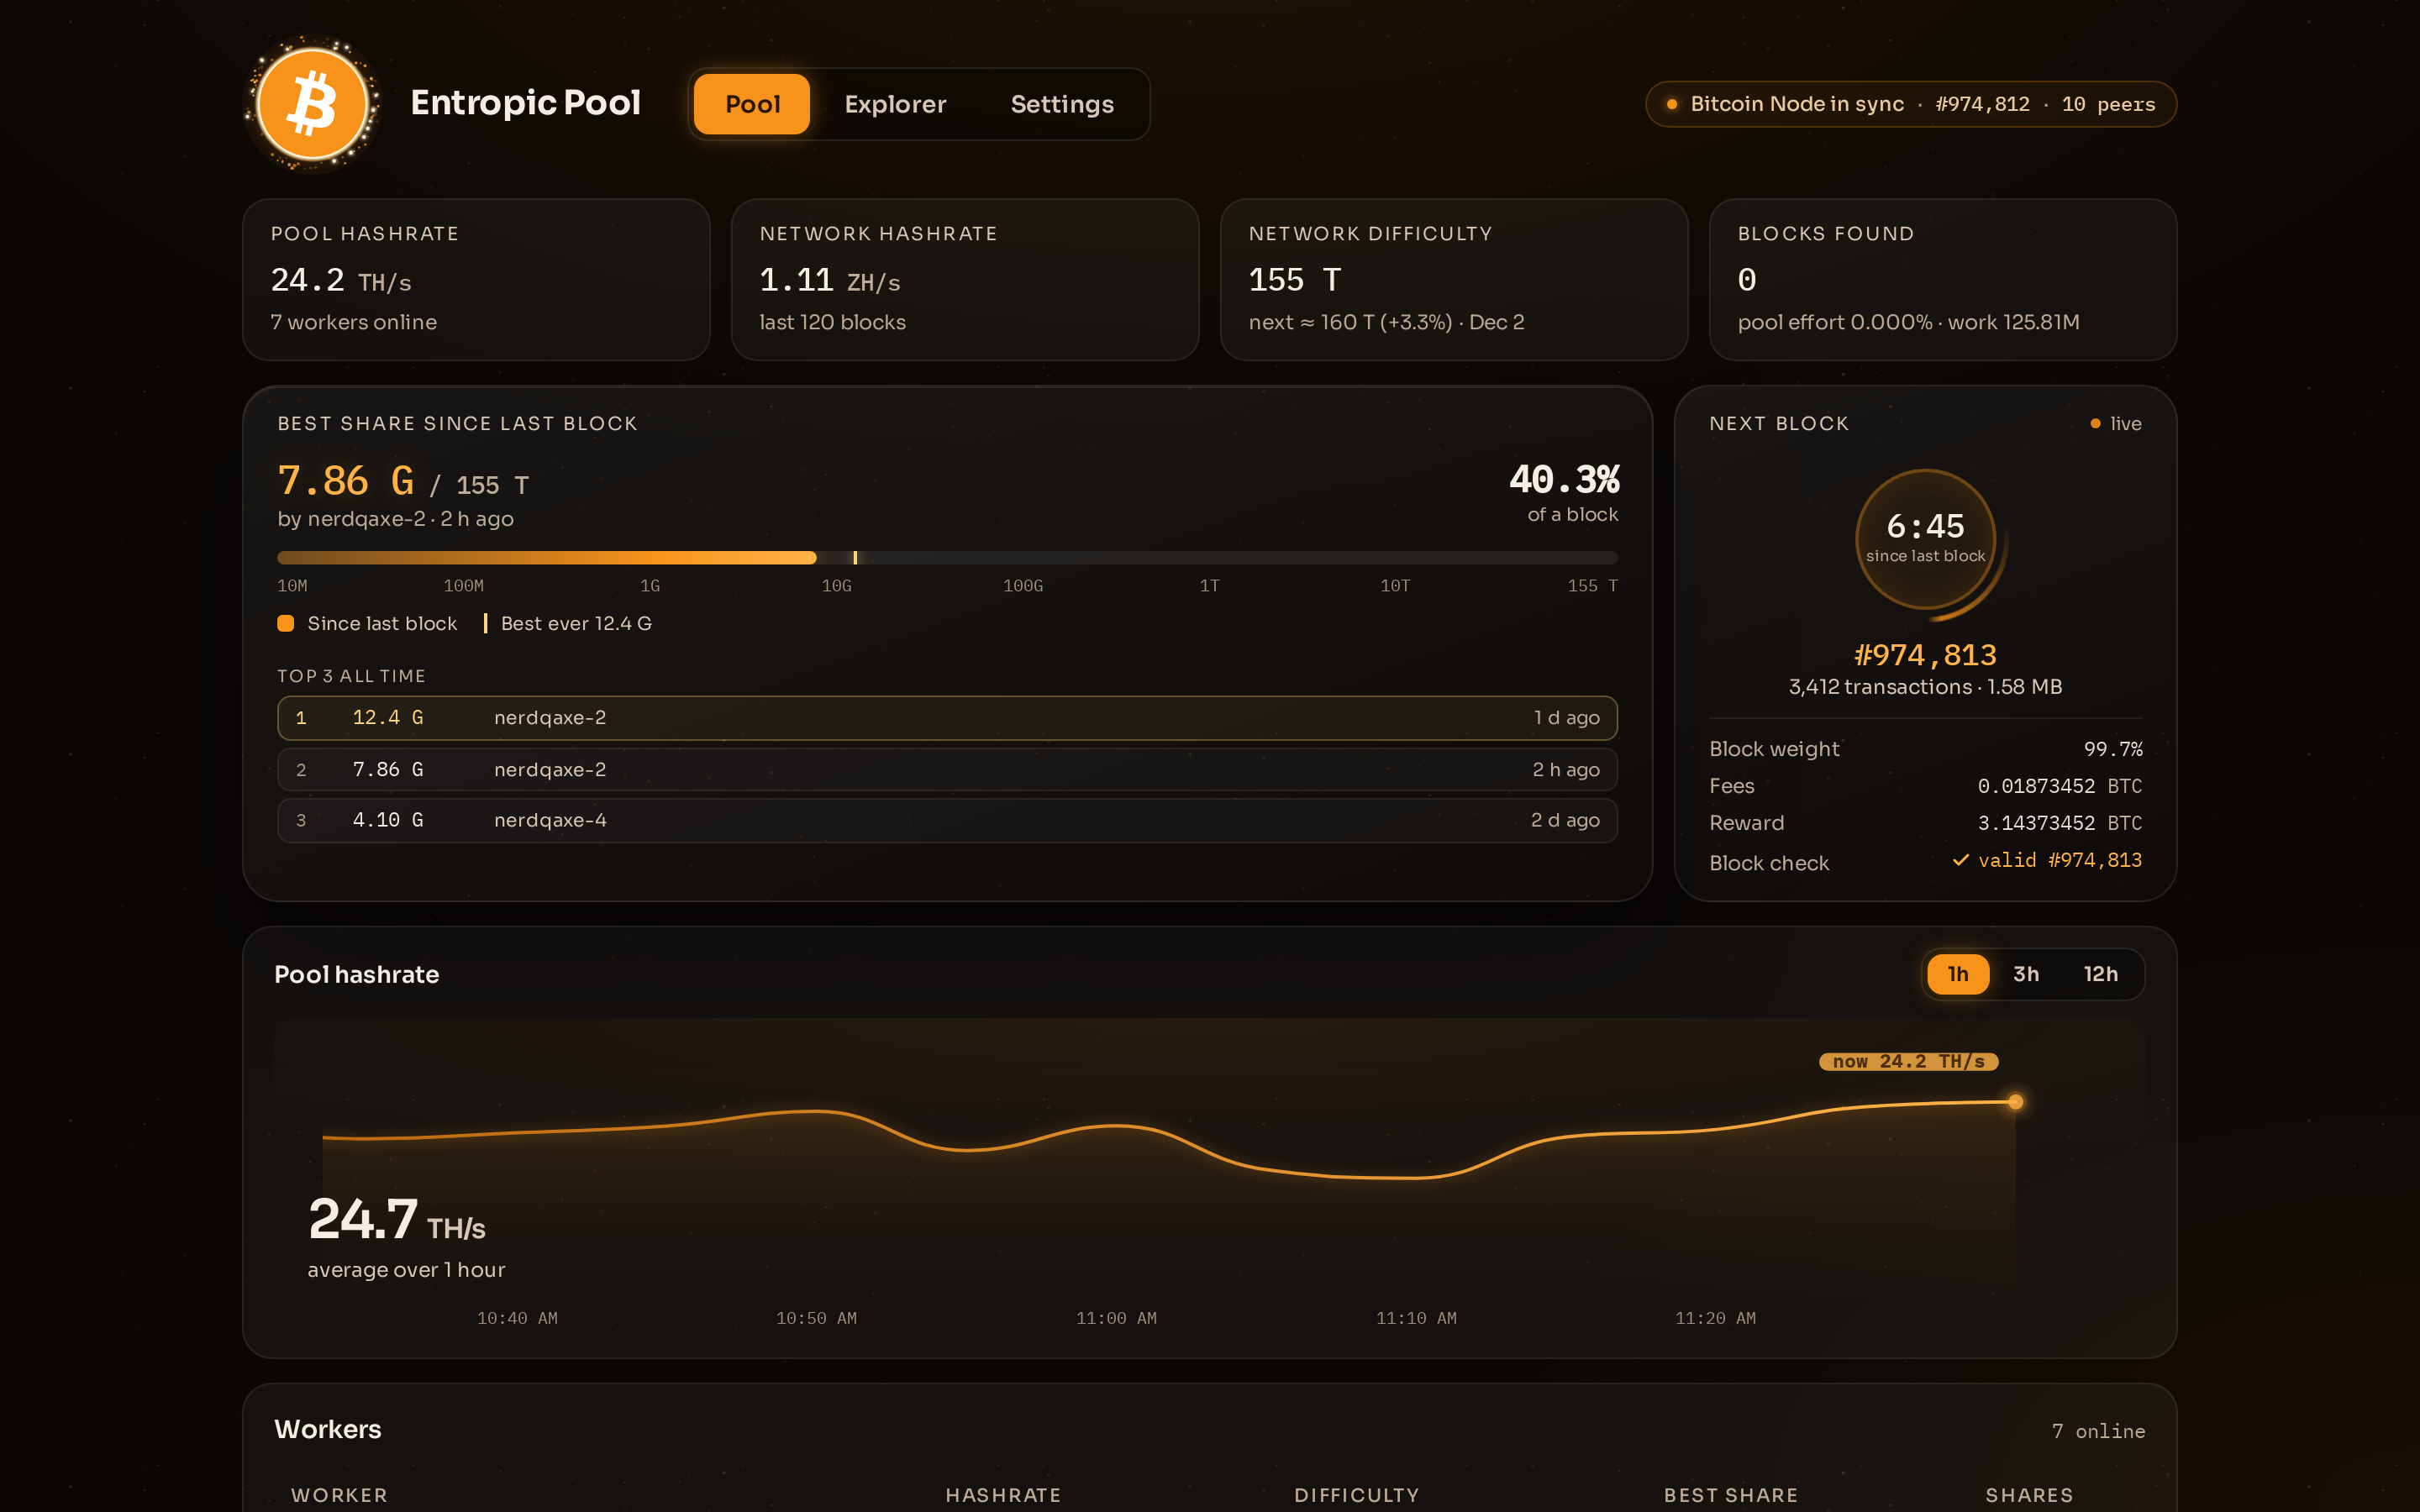 Entropic Pool
Pool Explorer Settings
Bitcoin Node in sync · #974,812 · 10 peers
POOL HASHRATE
24.2 TH/s
7 workers online
NETWORK HASHRATE
1.11 ZH/s
last 120 blocks
NETWORK DIFFICULTY
155 T
next ≈ 160 T (+3.3%) · Dec 2
BLOCKS FOUND
0
pool effort 0.000% · work 125.81M
BEST SHARE SINCE LAST BLOCK
7.86 G / 155 T
by nerdqaxe-2 · 2 h ago
40.3%
of a block
10M 100M 1G 10G 100G 1T 10T 155 T
Since last block Best ever 12.4 G
TOP 3 ALL TIME
1 12.4 G nerdqaxe-2 1 d ago
2 7.86 G nerdqaxe-2 2 h ago
3 4.10 G nerdqaxe-4 2 d ago
NEXT BLOCK live
6:45
since last block
#974,813
3,412 transactions · 1.58 MB
Block weight 99.7%
Fees 0.01873452 BTC
Reward 3.14373452 BTC
Block check ✓ valid #974,813
Pool hashrate
1h 3h 12h
now 24.2 TH/s
24.7 TH/s
average over 1 hour
10:40 AM 10:50 AM 11:00 AM 11:10 AM 11:20 AM
Workers 7 online
WORKER HASHRATE DIFFICULTY BEST SHARE SHARES